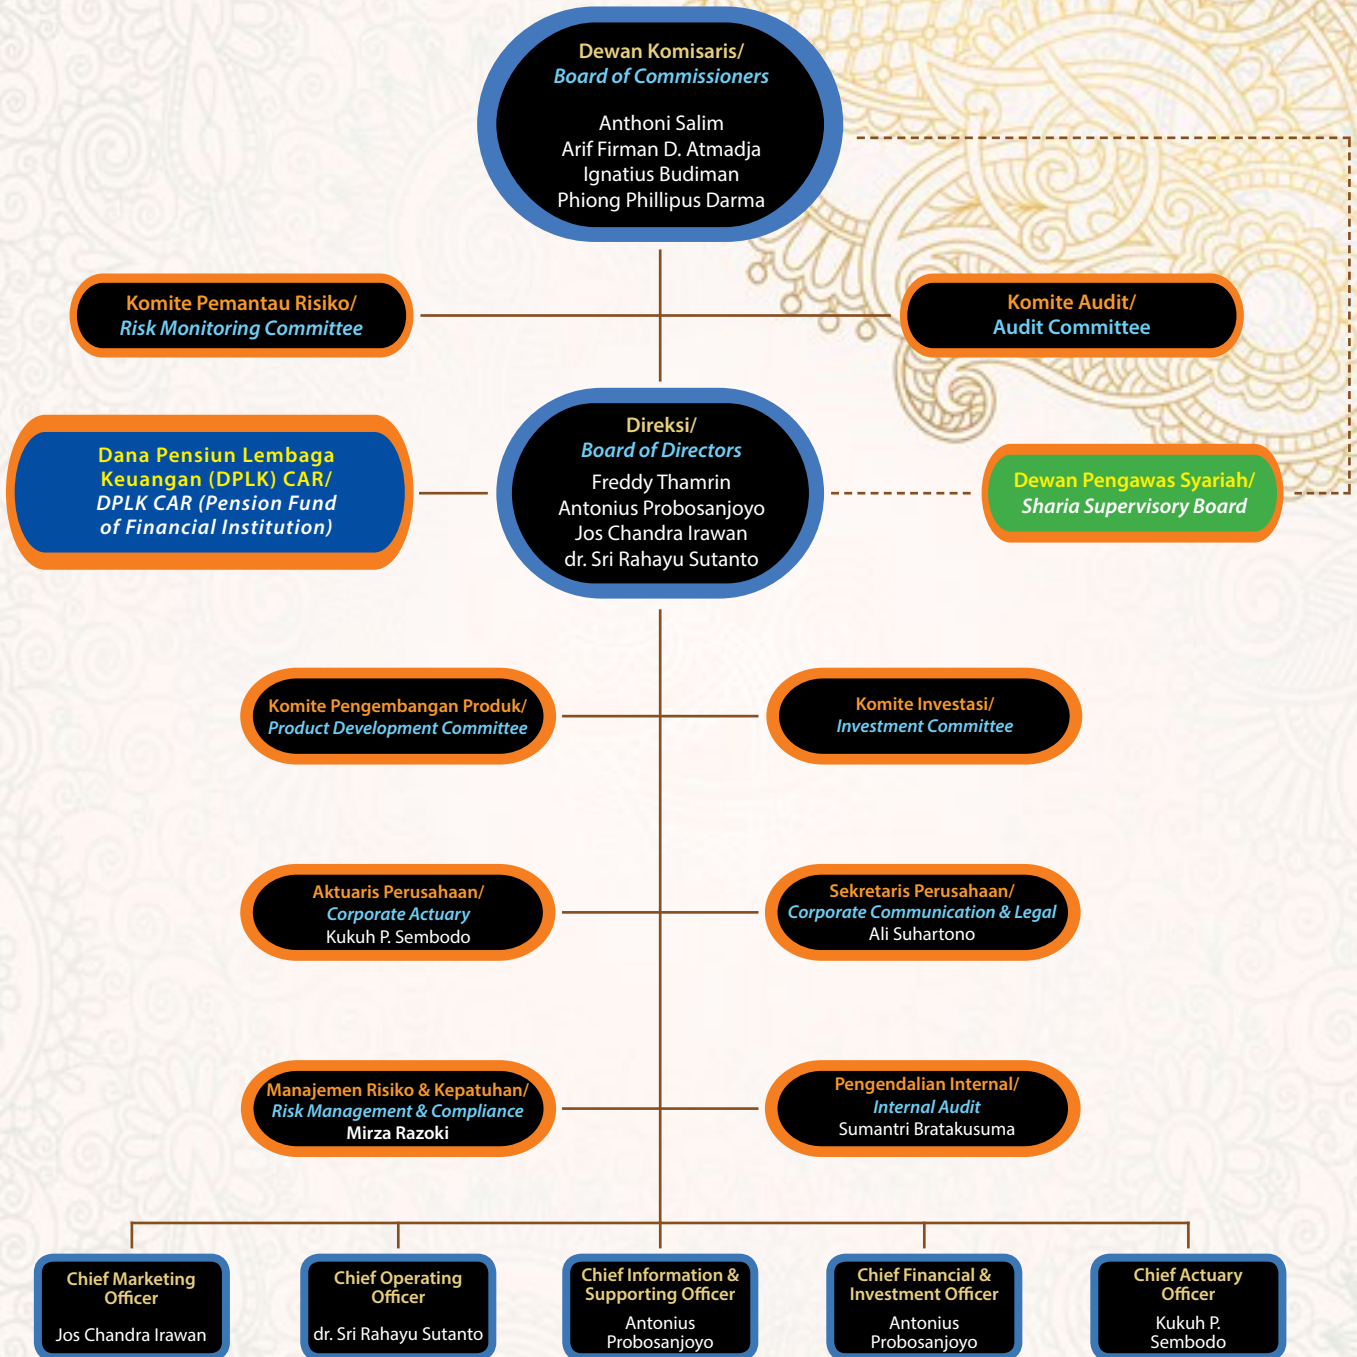 Dewan Komisaris/
Board of Commissioners
Anthoni Salim
Arif Firman D. Atmadja
Ignatius Budiman
Phiong Phillipus Darma
Komite Pemantau Risiko/
Risk Monitoring Committee
Komite Audit/
Audit Committee
Dana Pensiun Lembaga
Keuangan (DPLK) CAR/
DPLK CAR (Pension Fund
of Financial Institution)
Direksi/
Board of Directors
Freddy Thamrin
Antonius Probosanjoyo
Jos Chandra Irawan
dr. Sri Rahayu Sutanto
Dewan Pengawas Syariah/
Sharia Supervisory Board
Komite Pengembangan Produk/
Product Development Committee
Komite Investasi/
Investment Committee
Aktuaris Perusahaan/
Corporate Actuary
Kukuh P. Sembodo
Sekretaris Perusahaan/
Corporate Communication & Legal
Ali Suhartono
Manajemen Risiko & Kepatuhan/
Risk Management & Compliance
Mirza Razoki
Pengendalian Internal/
Internal Audit
Sumantri Bratakusuma
Chief Marketing
Officer
Jos Chandra Irawan
Chief Operating
Officer
dr. Sri Rahayu Sutanto
Chief Information &
Supporting Officer
Antonius
Probosanjoyo
Chief Financial &
Investment Officer
Antonius
Probosanjoyo
Chief Actuary
Officer
Kukuh P.
Sembodo